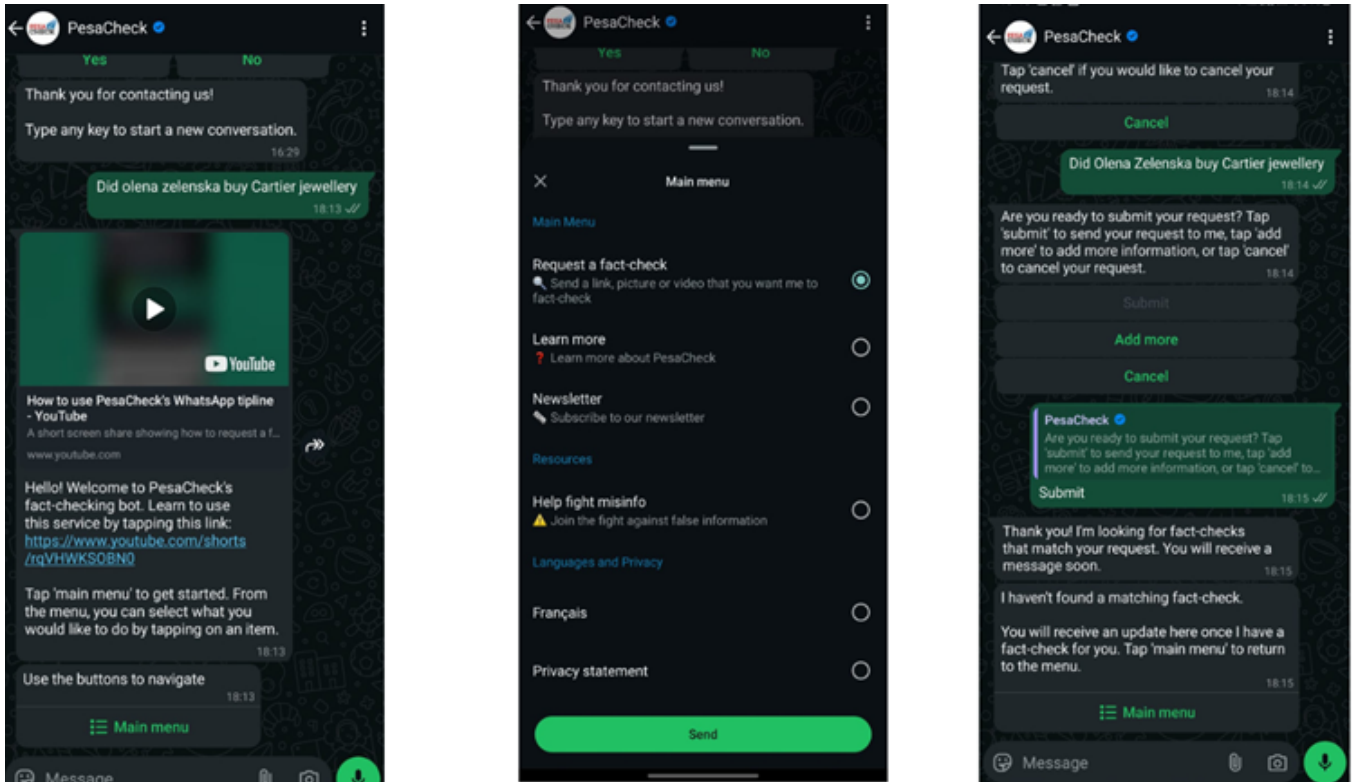 PesaCheck
Yes
No
Thank you for contacting us!
Type any key to start a new conversation.
16:29
Did olena zelenska buy Cartier jewellery
18:13
YouTube
How to use PesaCheck's WhatsApp tipline
- YouTube
A short screen share showing how to request a f...
www.youtube.com
Hello! Welcome to PesaCheck's
fact-checking bot. Learn to use
this service by tapping this link:
https://www.youtube.com/shorts
/rqVHWKSOBN0
Tap 'main menu' to get started. From
the menu, you can select what you
would like to do by tapping on an item.
18:13
Use the buttons to navigate
18:13
Main menu
Message
PesaCheck
Yes
No
Thank you for contacting us!
Type any key to start a new conversation.
Main menu
Main Menu
Request a fact-check
Send a link, picture or video that you want me to
fact-check
Learn more
Learn more about PesaCheck
Newsletter
Subscribe to our newsletter
Resources
Help fight misinfo
Join the fight against false information
Languages and Privacy
Français
Privacy statement
Send
PesaCheck
Tap 'cancel' if you would like to cancel your
request.
18:14
Cancel
Did Olena Zelenska buy Cartier jewellery
18:14
Are you ready to submit your request? Tap
'submit' to send your request to me, tap 'add
more' to add more information, or tap 'cancel'
to cancel your request.
18:14
Submit
Add more
Cancel
PesaCheck
Are you ready to submit your request? Tap
'submit' to send your request to me, tap 'add
more' to add more information, or tap 'cancel' to...
Submit
18:15
Thank you! I'm looking for fact-checks
that match your request. You will receive a
message soon.
18:15
I haven't found a matching fact-check.
You will receive an update here once I have a
fact-check for you. Tap 'main menu' to return
to the menu.
18:15
Main menu
Message